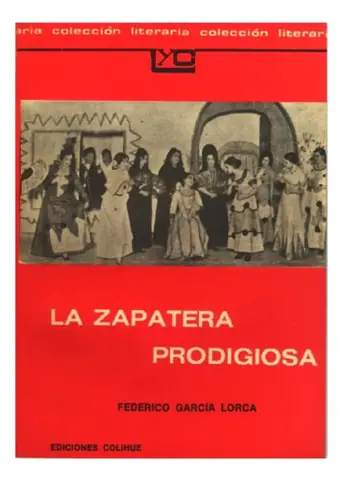 aria colección literaria colección literari
LYC
LA ZAPATERA
PRODIGIOSA
FEDERICO GARCÍA LORCA
EDICIONES COLIHUE